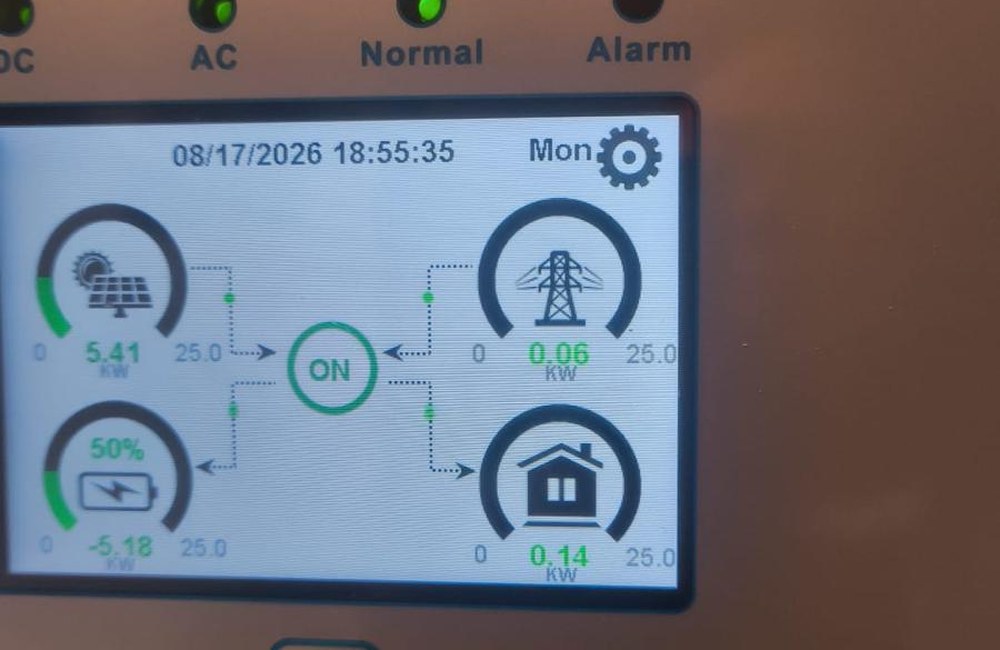 DC AC Normal Alarm
08/17/2026 18:55:35 Mon
0 5.41 25.0
KW
0 0.06 25.0
KW
ON
50%
0 -5.18 25.0
KW
0 0.14 25.0
KW